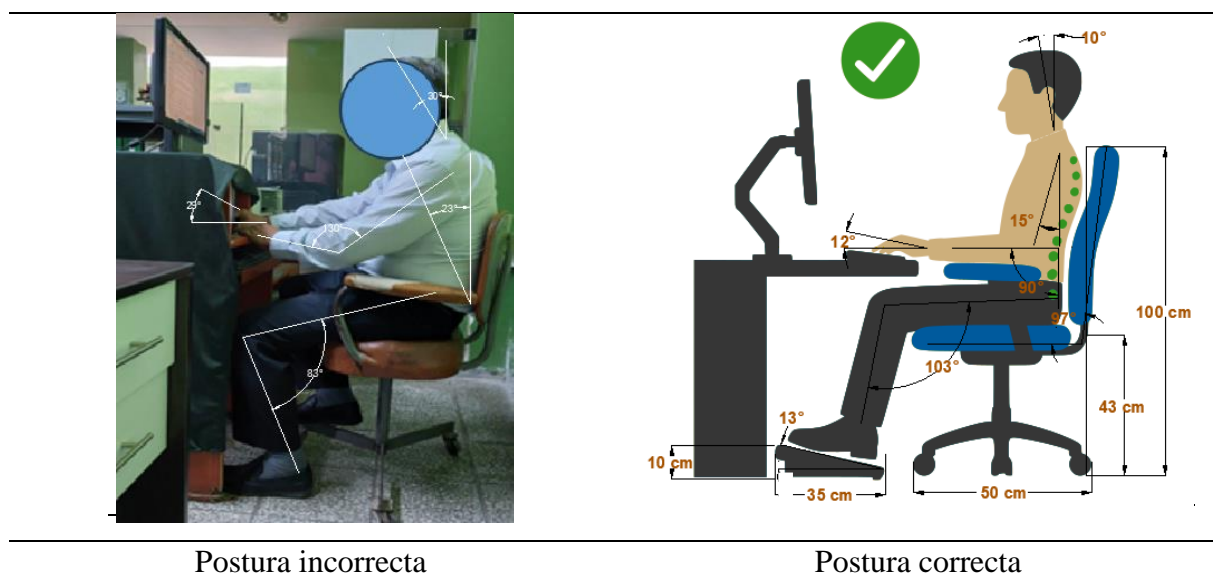 30°
29°
130°
23°
83°
10°
15°
12°
90°
97°
100 cm
103°
43 cm
13°
10 cm
35 cm
50 cm
Postura incorrecta
Postura correcta